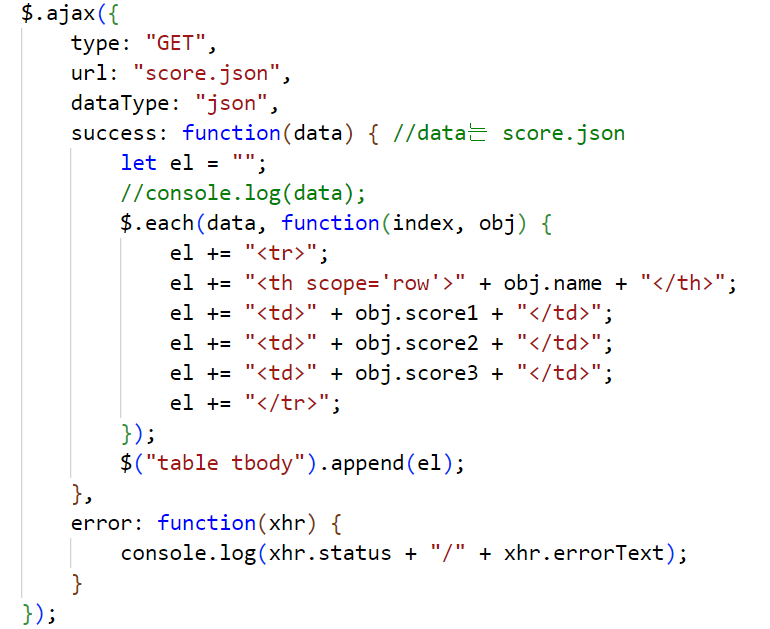 $.ajax({
type: "GET",
url: "score.json",
dataType: "json",
success: function(data) { //data는 score.json
let el = "";
//console.log(data);
$.each(data, function(index, obj) {
el += "<tr>";
el += "<th scope='row'>" + obj.name + "</th>";
el += "<td>" + obj.score1 + "</td>";
el += "<td>" + obj.score2 + "</td>";
el += "<td>" + obj.score3 + "</td>";
el += "</tr>";
});
$("table tbody").append(el);
},
error: function(xhr) {
console.log(xhr.status + "/" + xhr.errorText);
}
});